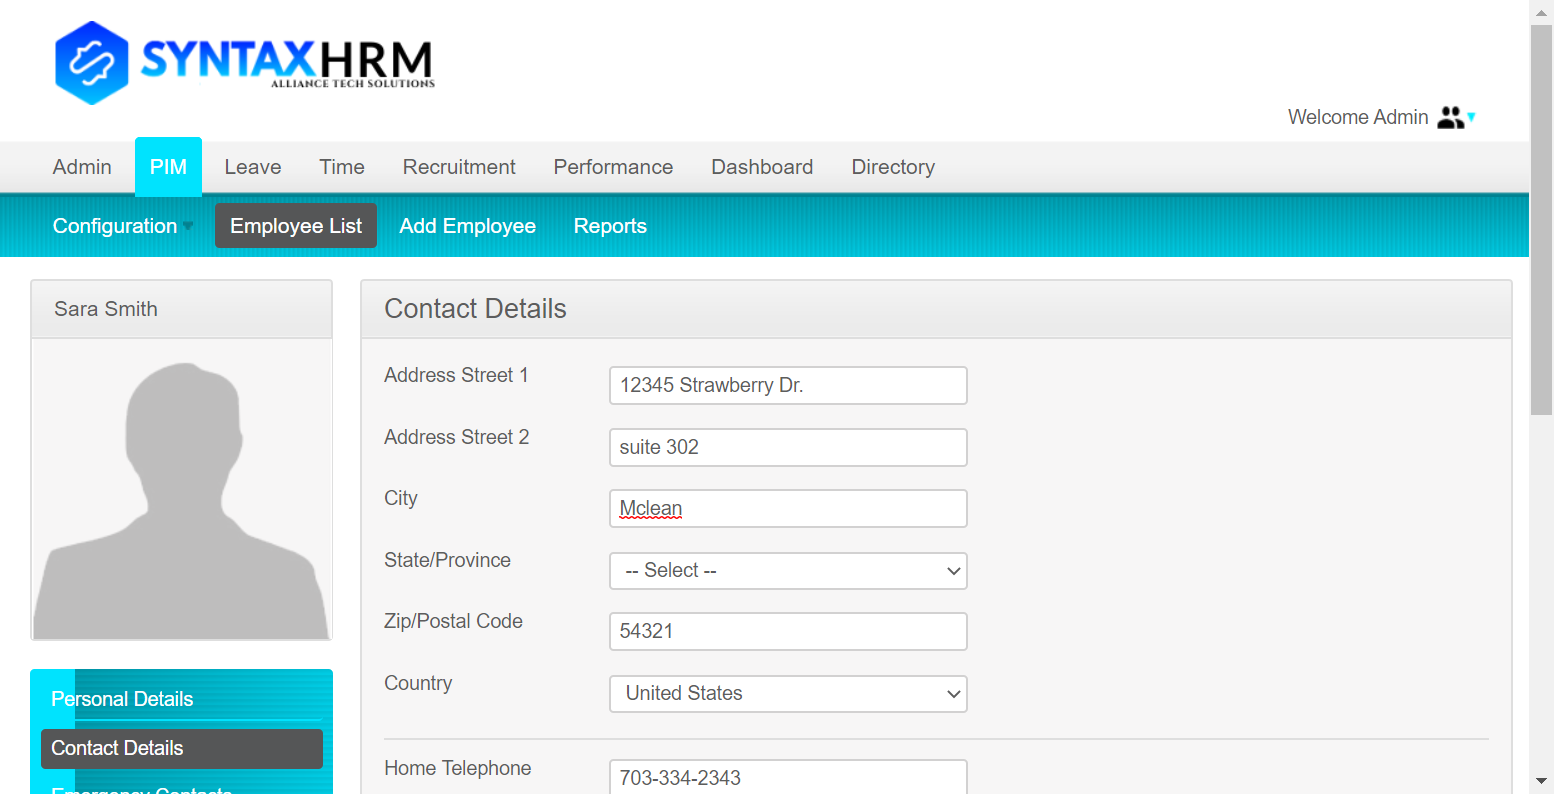 SYNTAXHRM
ALLIANCE TECH SOLUTIONS
Welcome Admin
Admin PIM Leave Time Recruitment Performance Dashboard Directory
Configuration Employee List Add Employee Reports
Sara Smith
Contact Details
Address Street 1 12345 Strawberry Dr.
Address Street 2 suite 302
City Mclean
State/Province -- Select --
Zip/Postal Code 54321
Country United States
Home Telephone 703-334-2343
Personal Details
Contact Details
Emergency Contacts